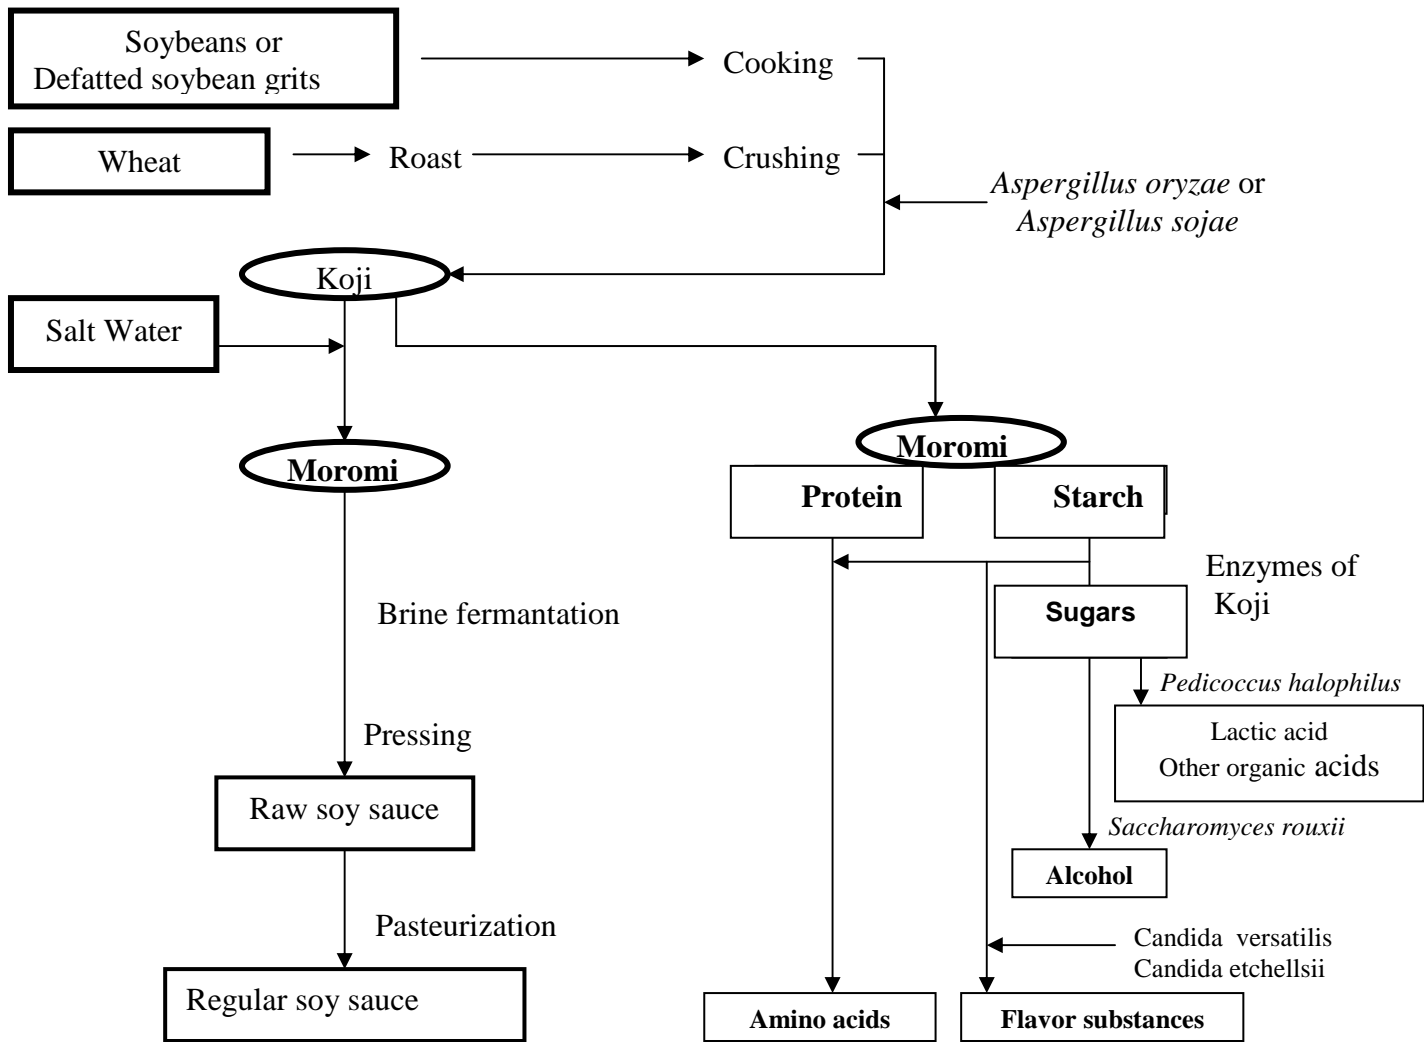 Soybeans or
Defatted soybean grits
Cooking
Wheat
Roast
Crushing
Aspergillus oryzae or
Aspergillus sojae
Koji
Salt Water
Moromi
Moromi
Protein
Starch
Enzymes of
Koji
Sugars
Brine fermantation
Pedicoccus halophilus
Lactic acid
Other organic acids
Pressing
Raw soy sauce
Saccharomyces rouxii
Alcohol
Pasteurization
Candida versatilis
Candida etchellsii
Regular soy sauce
Amino acids
Flavor substances